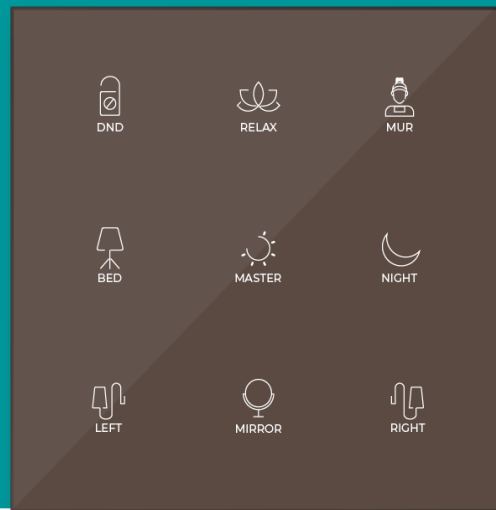 DND
RELAX
MUR
BED
MASTER
NIGHT
LEFT
MIRROR
RIGHT